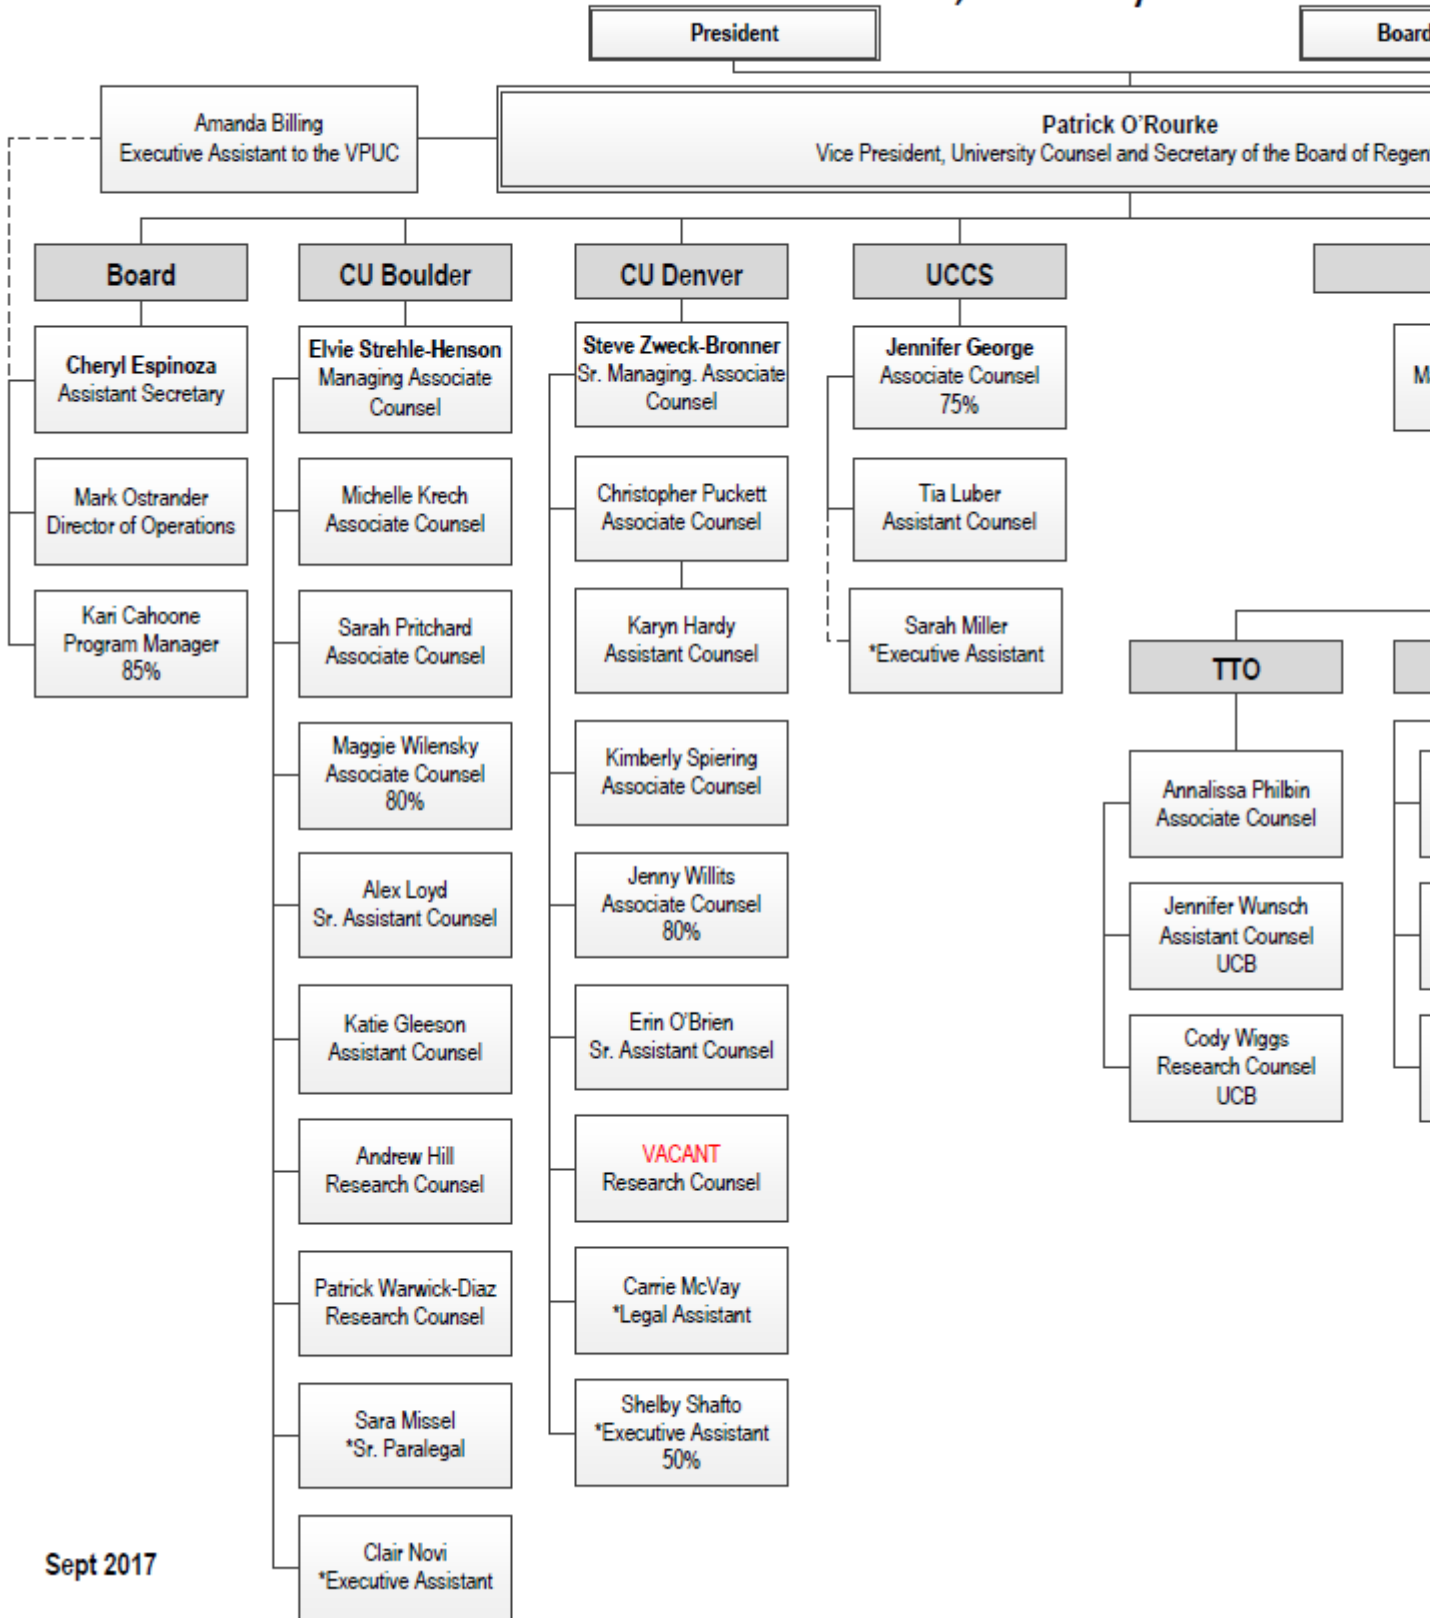 President
Board
Amanda Billing
Executive Assistant to the VPUC
Patrick O'Rourke
Vice President, University Counsel and Secretary of the Board of Regen
Board
CU Boulder
CU Denver
UCCS
Cheryl Espinoza
Assistant Secretary
Mark Ostrander
Director of Operations
Kari Cahoone
Program Manager
85%
Elvie Strehle-Henson
Managing Associate
Counsel
Michelle Krech
Associate Counsel
Sarah Pritchard
Associate Counsel
Maggie Wilensky
Associate Counsel
80%
Alex Loyd
Sr. Assistant Counsel
Katie Gleeson
Assistant Counsel
Andrew Hill
Research Counsel
Patrick Warwick-Diaz
Research Counsel
Sara Missel
*Sr. Paralegal
Clair Novi
*Executive Assistant
Steve Zweck-Bronner
Sr. Managing. Associate
Counsel
Christopher Puckett
Associate Counsel
Karyn Hardy
Assistant Counsel
Kimberly Spiering
Associate Counsel
Jenny Willits
Associate Counsel
80%
Erin O'Brien
Sr. Assistant Counsel
VACANT
Research Counsel
Carrie McVay
*Legal Assistant
Shelby Shafto
*Executive Assistant
50%
Jennifer George
Associate Counsel
75%
Tia Luber
Assistant Counsel
Sarah Miller
*Executive Assistant
TTO
Annalissa Philbin
Associate Counsel
Jennifer Wunsch
Assistant Counsel
UCB
Cody Wiggs
Research Counsel
UCB
Sept 2017